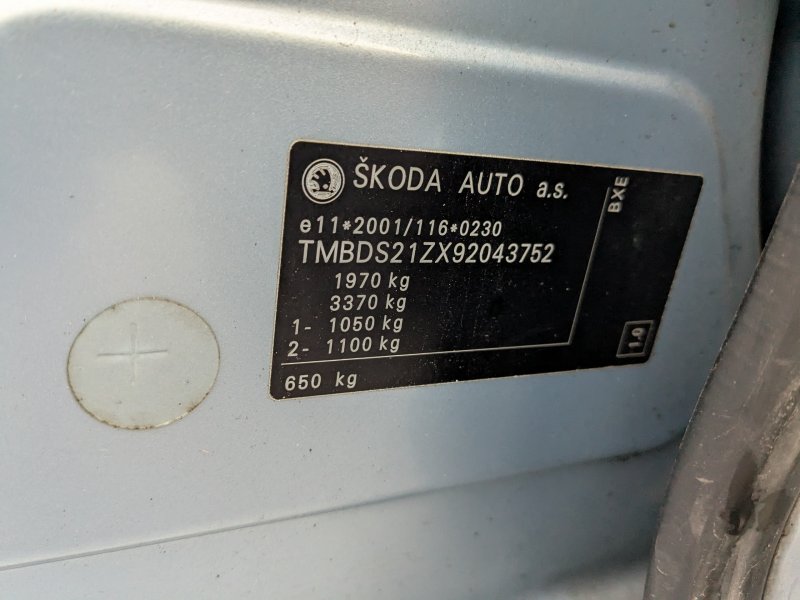 ŠKODA AUTO a.s.
BXE
e11*2001/116*0230
TMBDS21ZX92043752
1970 kg
3370 kg
1- 1050 kg
2- 1100 kg
1.0
650 kg